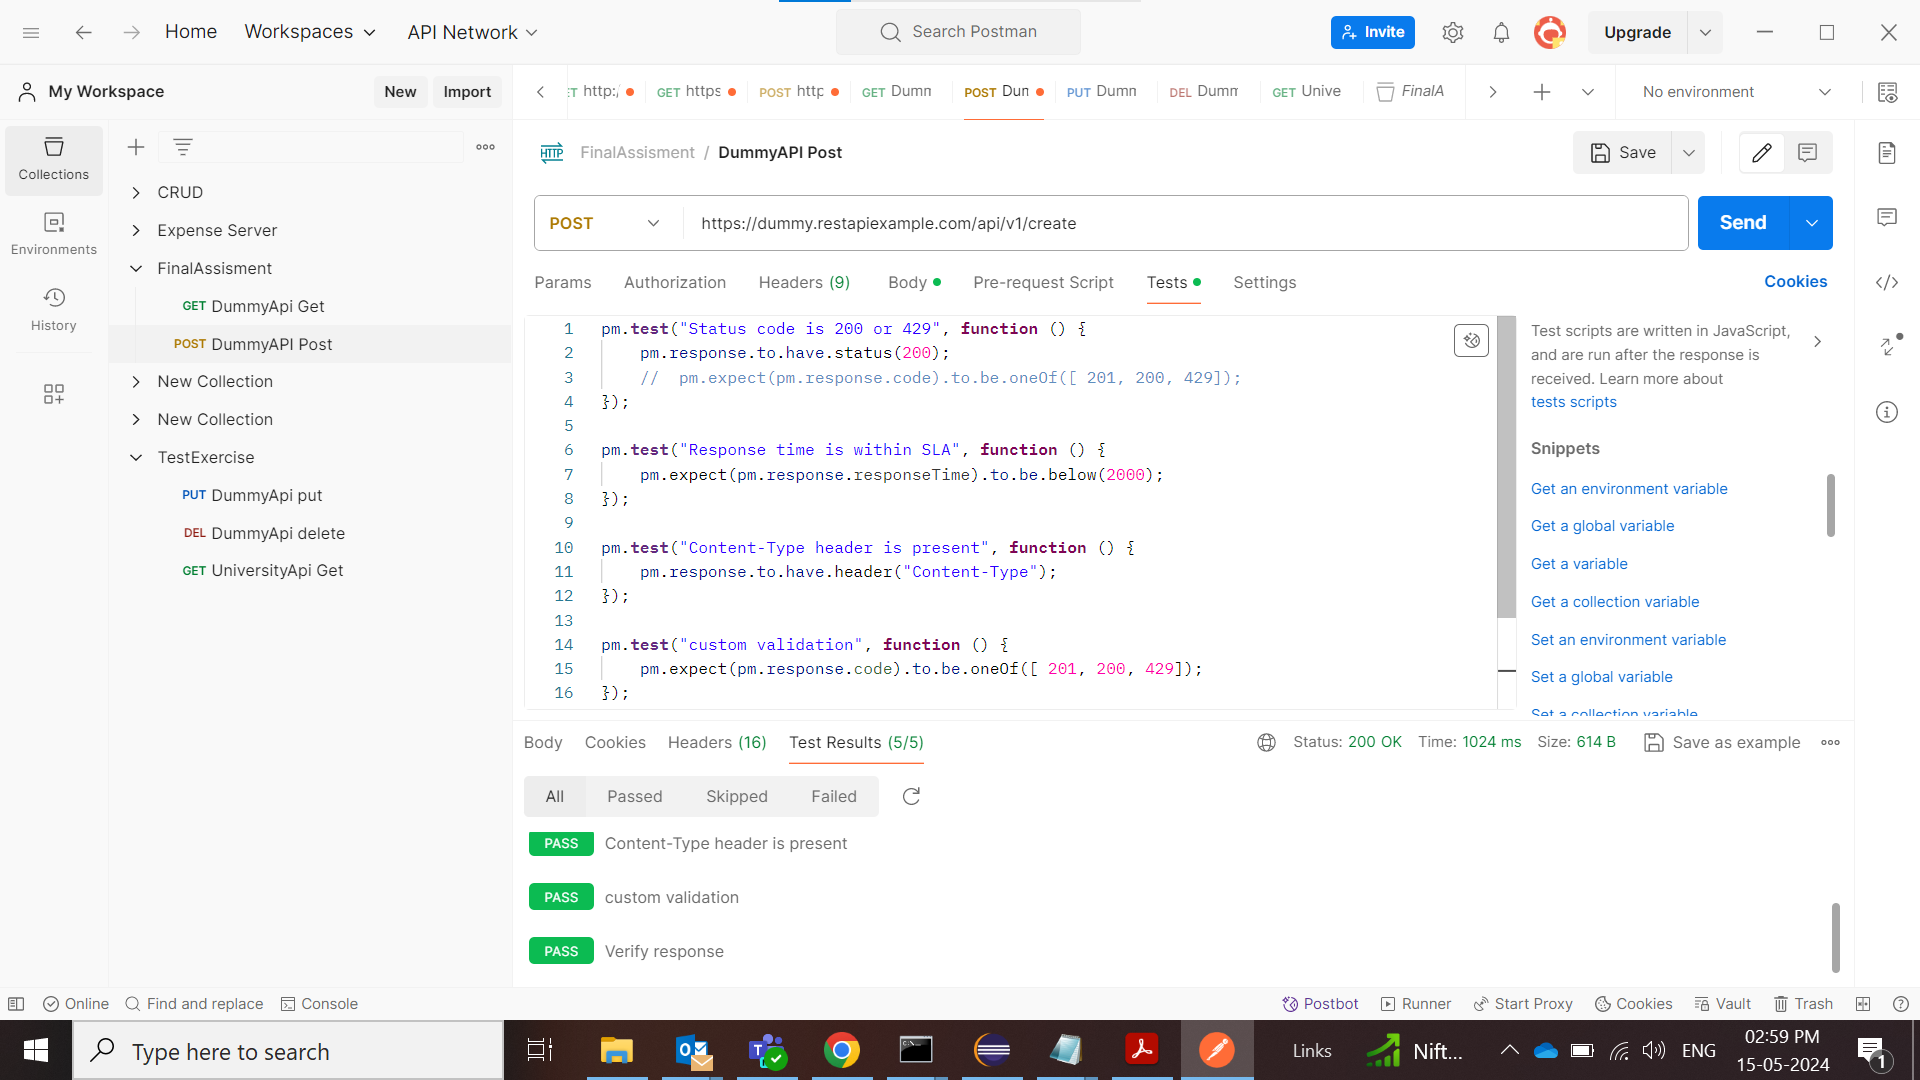 Home
Workspaces
API Network
Search Postman
Invite
Upgrade
My Workspace
New
Import
ET http:/
GET https
POST http
GET Dumm
POST Dum
PUT Dumm
DEL Dumm
GET Unive
FinalA
No environment
Collections
Environments
History
CRUD
Expense Server
FinalAssisment
GET DummyApi Get
POST DummyAPI Post
New Collection
New Collection
TestExercise
PUT DummyApi put
DEL DummyApi delete
GET UniversityApi Get
HTTP FinalAssisment / DummyAPI Post
Save
POST
https://dummy.restapiexample.com/api/v1/create
Send
Params
Authorization
Headers (9)
Body
Pre-request Script
Tests
Settings
Cookies
1 pm.test("Status code is 200 or 429", function () {
2 pm.response.to.have.status(200);
3 // pm.expect(pm.response.code).to.be.oneOf([ 201, 200, 429]);
4 });
5
6 pm.test("Response time is within SLA", function () {
7 pm.expect(pm.response.responseTime).to.be.below(2000);
8 });
9
10 pm.test("Content-Type header is present", function () {
11 pm.response.to.have.header("Content-Type");
12 });
13
14 pm.test("custom validation", function () {
15 pm.expect(pm.response.code).to.be.oneOf([ 201, 200, 429]);
16 });
Test scripts are written in JavaScript,
and are run after the response is
received. Learn more about
tests scripts
Snippets
Get an environment variable
Get a global variable
Get a variable
Get a collection variable
Set an environment variable
Set a global variable
Set a collection variable
Body
Cookies
Headers (16)
Test Results (5/5)
Status: 200 OK
Time: 1024 ms
Size: 614 B
Save as example
All
Passed
Skipped
Failed
PASS Content-Type header is present
PASS custom validation
PASS Verify response
Online
Find and replace
Console
Postbot
Runner
Start Proxy
Cookies
Vault
Trash
Type here to search
Links
Nift...
ENG
02:59 PM
15-05-2024
1